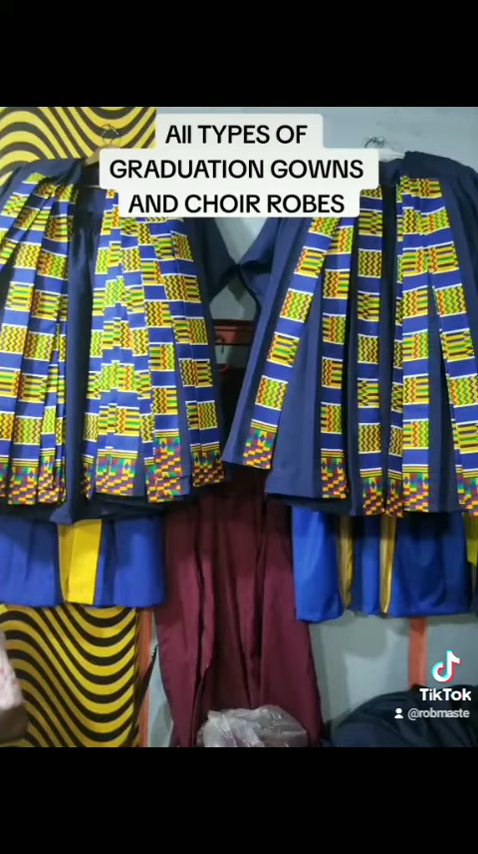 All TYPES OF
GRADUATION GOWNS
AND CHOIR ROBES
TikTok
@robmaste